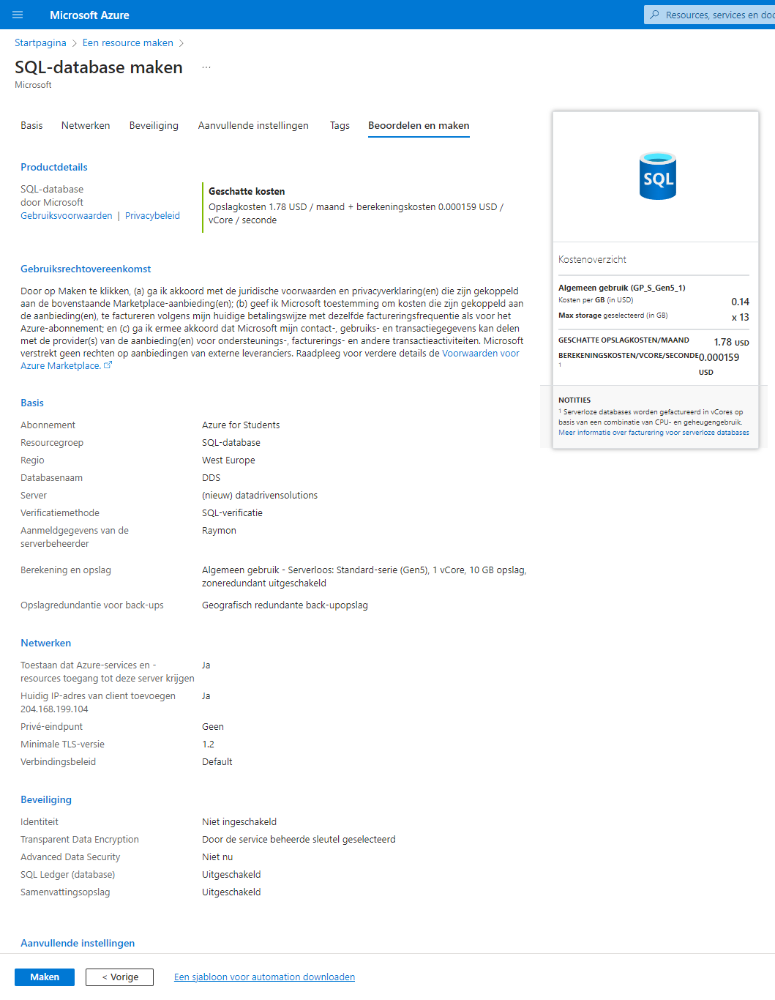 Microsoft Azure
Resources, services en doc
Startpagina > Een resource maken >
SQL-database maken ...
Microsoft
Basis Netwerken Beveiliging Aanvullende instellingen Tags Beoordelen en maken
Productdetails
SQL-database
door Microsoft
Gebruiksvoorwaarden | Privacybeleid
Geschatte kosten
Opslagkosten 1.78 USD / maand + berekeningskosten 0.000159 USD /
vCore / seconde
Gebruiksrechtovereenkomst
Door op Maken te klikken, (a) ga ik akkoord met de juridische voorwaarden en privacyverklaring(en) die zijn gekoppeld
aan de bovenstaande Marketplace-aanbieding(en); (b) geef ik Microsoft toestemming om kosten die zijn gekoppeld aan
de aanbieding(en), te factureren volgens mijn huidige betalingswijze met dezelfde factureringsfrequentie als voor het
Azure-abonnement; en (c) ga ik ermee akkoord dat Microsoft mijn contact-, gebruiks- en transactiegegevens kan delen
met de provider(s) van de aanbieding(en) voor ondersteunings-, facturerings- en andere transactieactiviteiten. Microsoft
verstrekt geen rechten op aanbiedingen van externe leveranciers. Raadpleeg voor verdere details de Voorwaarden voor
Azure Marketplace.
Basis
Abonnement Azure for Students
Resourcegroep SQL-database
Regio West Europe
Databasenaam DDS
Server (nieuw) datadrivensolutions
Verificatiemethode SQL-verificatie
Aanmeldgegevens van de Raymon
serverbeheerder
Berekening en opslag Algemeen gebruik - Serverloos: Standard-serie (Gen5), 1 vCore, 10 GB opslag,
zoneredundant uitgeschakeld
Opslagredundantie voor back-ups Geografisch redundante back-upopslag
Netwerken
Toestaan dat Azure-services en - Ja
resources toegang tot deze server krijgen
Huidig IP-adres van client toevoegen Ja
204.168.199.104
Privé-eindpunt Geen
Minimale TLS-versie 1.2
Verbindingsbeleid Default
Beveiliging
Identiteit Niet ingeschakeld
Transparent Data Encryption Door de service beheerde sleutel geselecteerd
Advanced Data Security Niet nu
SQL Ledger (database) Uitgeschakeld
Samenvattingsopslag Uitgeschakeld
Aanvullende instellingen
Maken < Vorige Een sjabloon voor automation downloaden
SQL
Kostenoverzicht
Algemeen gebruik (GP_S_Gen5_1)
Kosten per GB (in USD) 0.14
Max storage geselecteerd (in GB) x 13
GESCHATTE OPSLAGKOSTEN/MAAND 1.78 USD
BEREKENINGSKOSTEN/VCORE/SECONDE 0.000159
1 USD
NOTITIES
1 Serverloze databases worden gefactureerd in vCores op
basis van een combinatie van CPU- en geheugengebruik.
Meer informatie over facturering voor serverloze databases